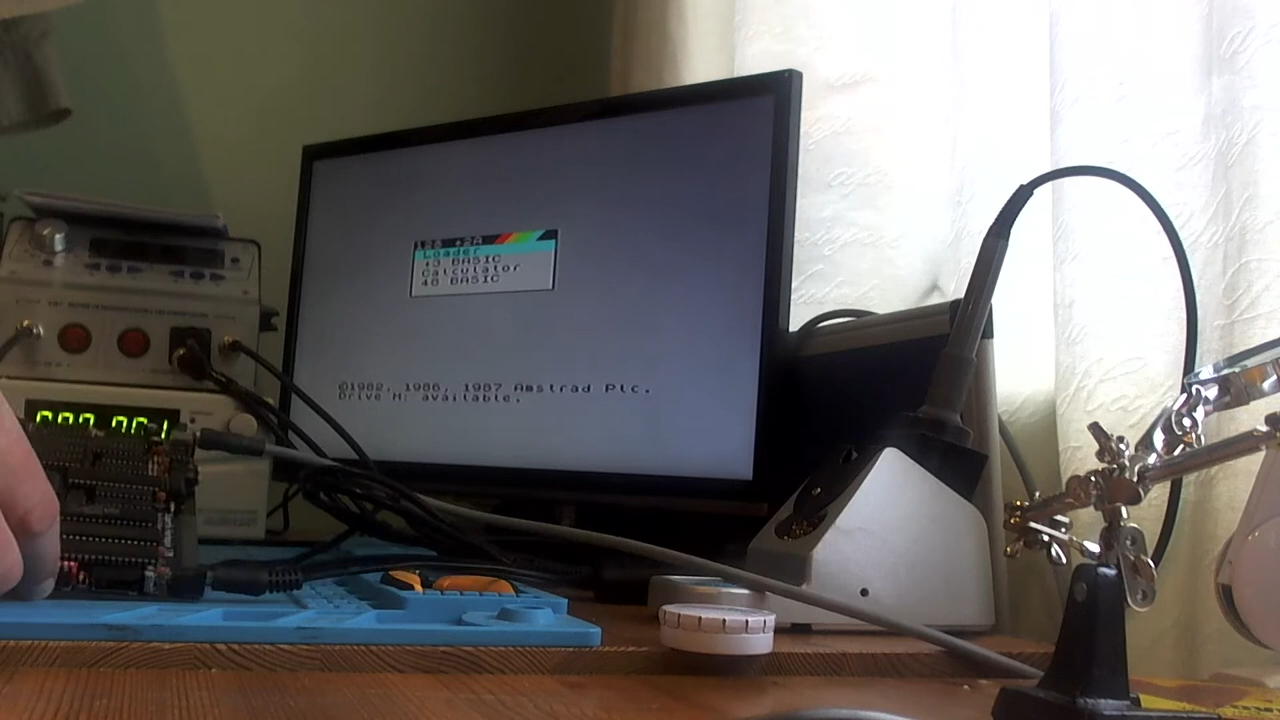 128 +2A
Loader
+3 BASIC
Calculator
48 BASIC
©1982, 1986, 1987 Amstrad Plc.
Drive M: available.